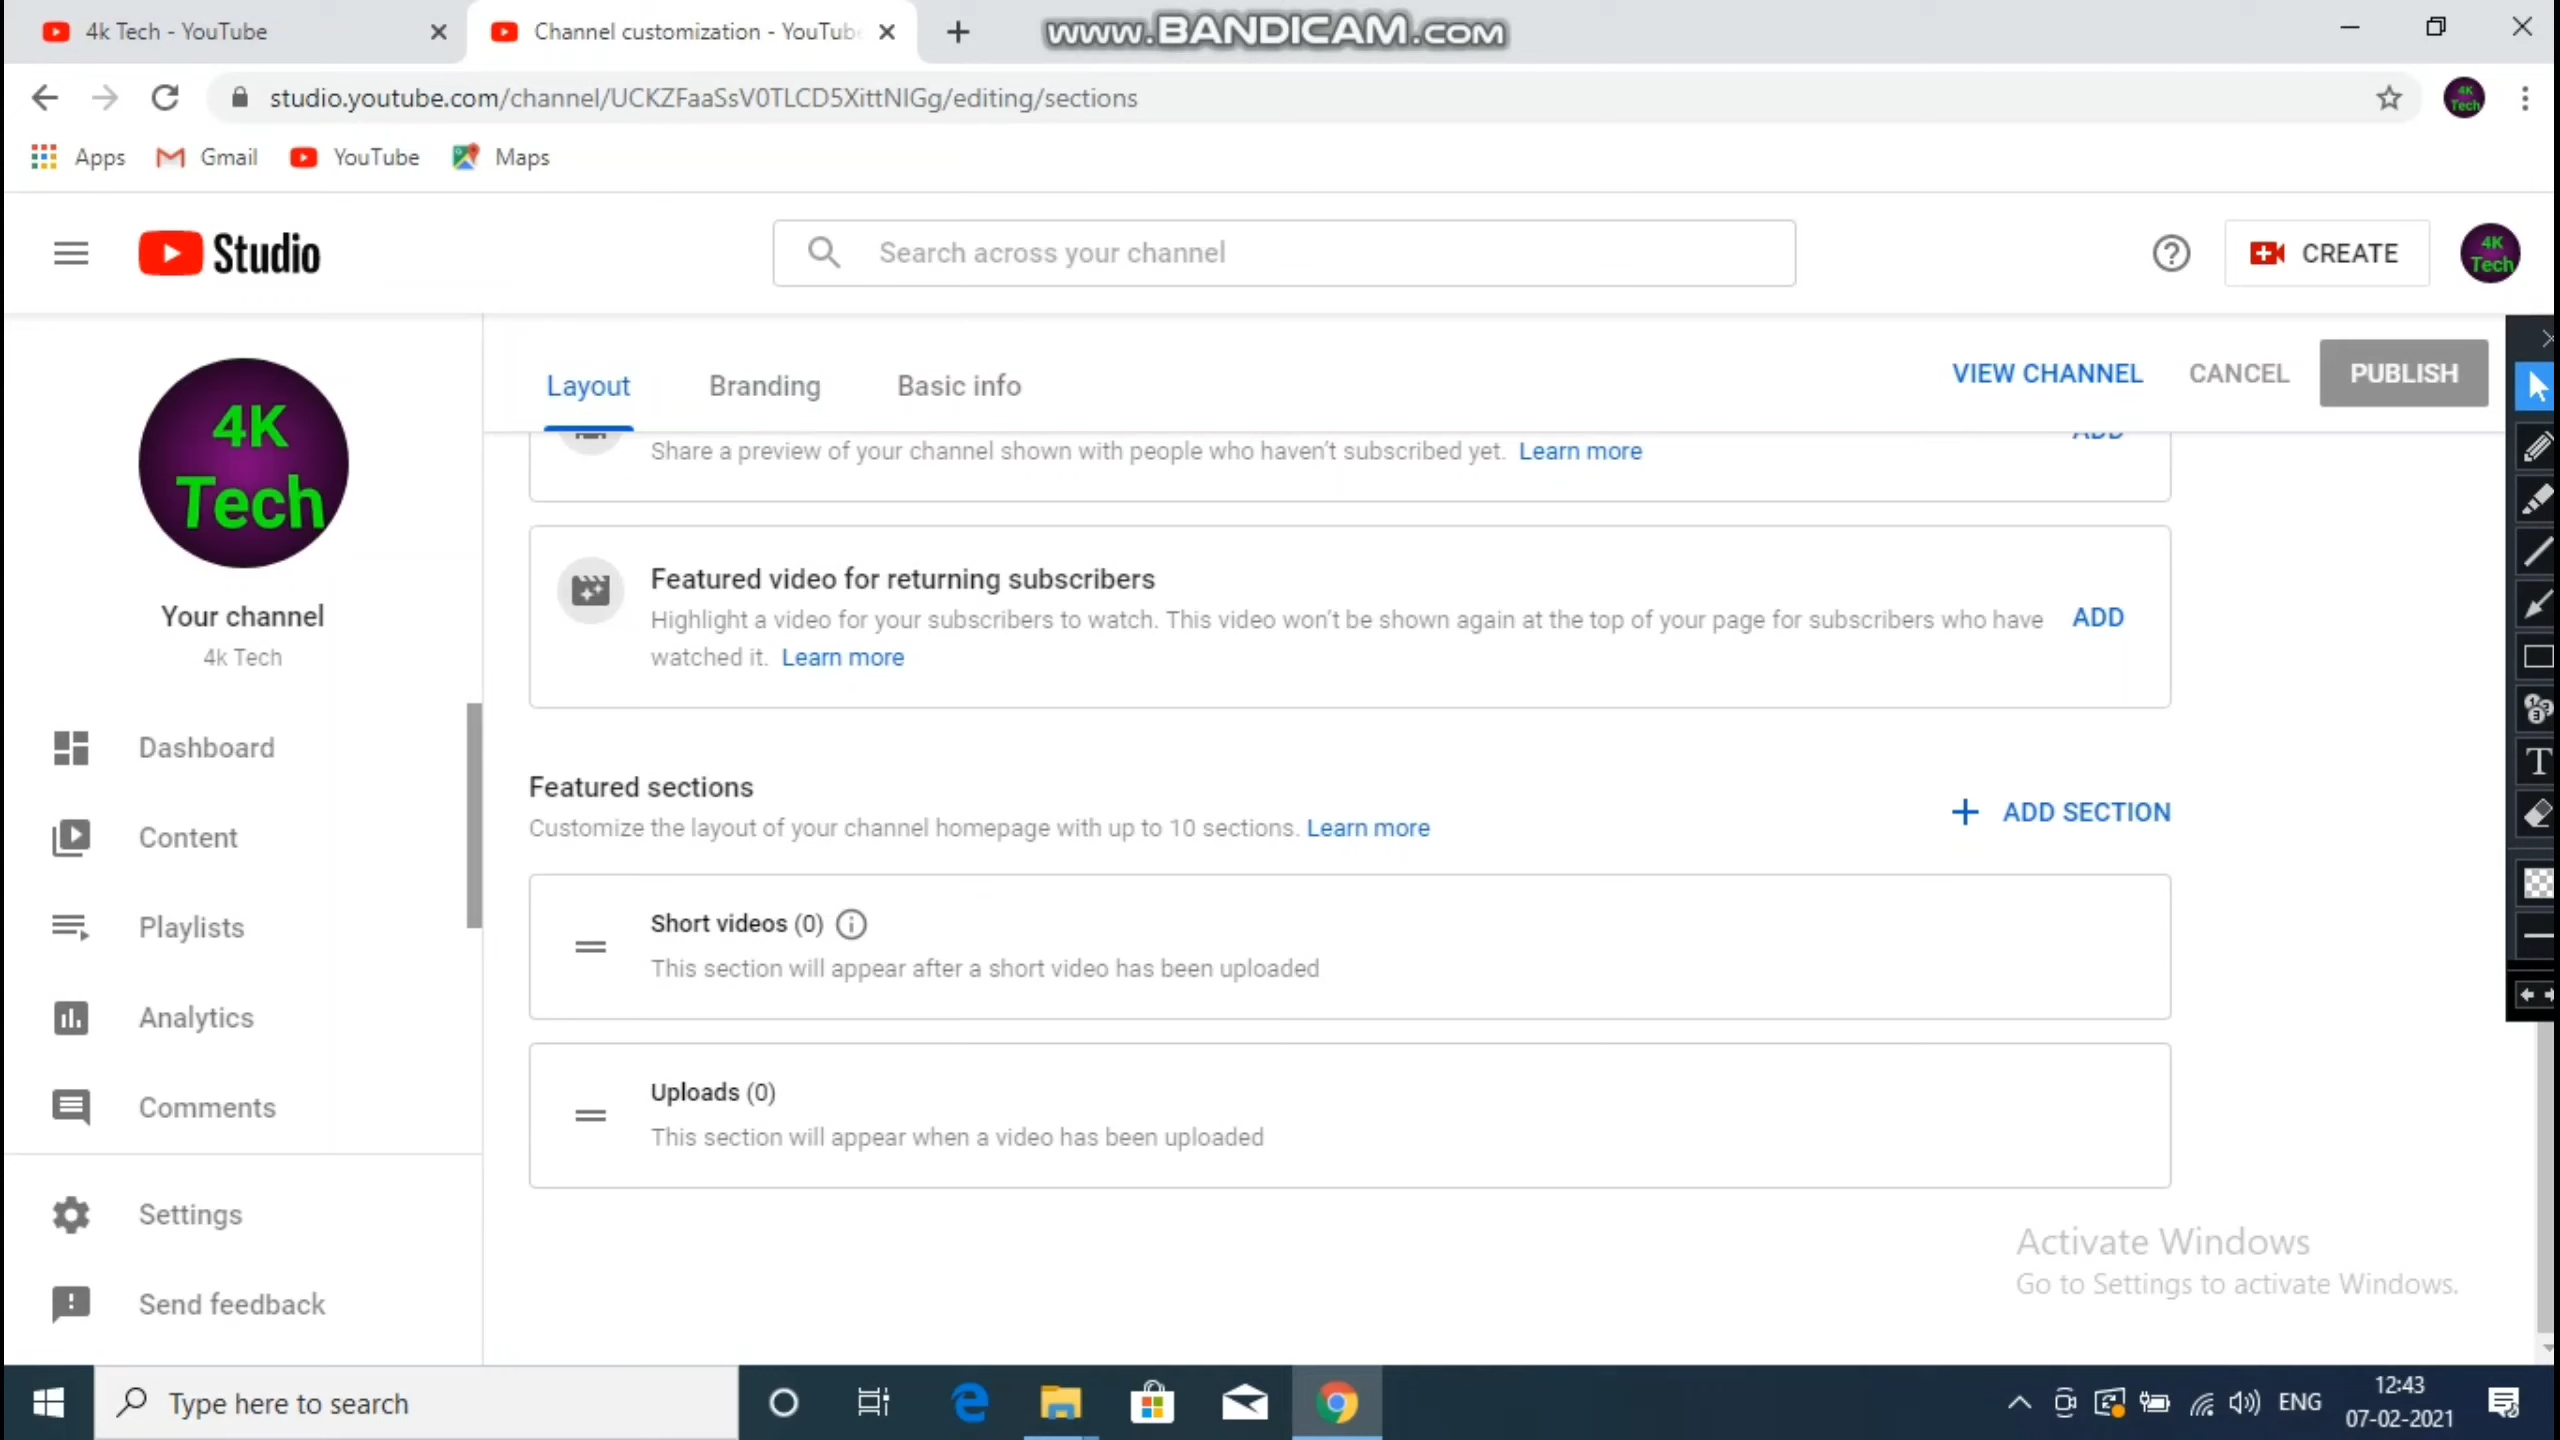 4k Tech - YouTube
Channel customization - YouTub
www.BANDICAM.com
studio.youtube.com/channel/UCKZFaaSsV0TLCD5XittNIGg/editing/sections
4K
Tech
Apps
Gmail
YouTube
Maps
Studio
Search across your channel
CREATE
4K
Tech
4K
Tech
Your channel
4k Tech
Dashboard
Content
Playlists
Analytics
Comments
Settings
Send feedback
Layout
Branding
Basic info
VIEW CHANNEL
CANCEL
PUBLISH
ADD
Share a preview of your channel shown with people who haven't subscribed yet. Learn more
Featured video for returning subscribers
Highlight a video for your subscribers to watch. This video won't be shown again at the top of your page for subscribers who have
watched it. Learn more
ADD
Featured sections
Customize the layout of your channel homepage with up to 10 sections. Learn more
ADD SECTION
Short videos (0)
This section will appear after a short video has been uploaded
Uploads (0)
This section will appear when a video has been uploaded
Activate Windows
Go to Settings to activate Windows.
Type here to search
ENG
12:43
07-02-2021